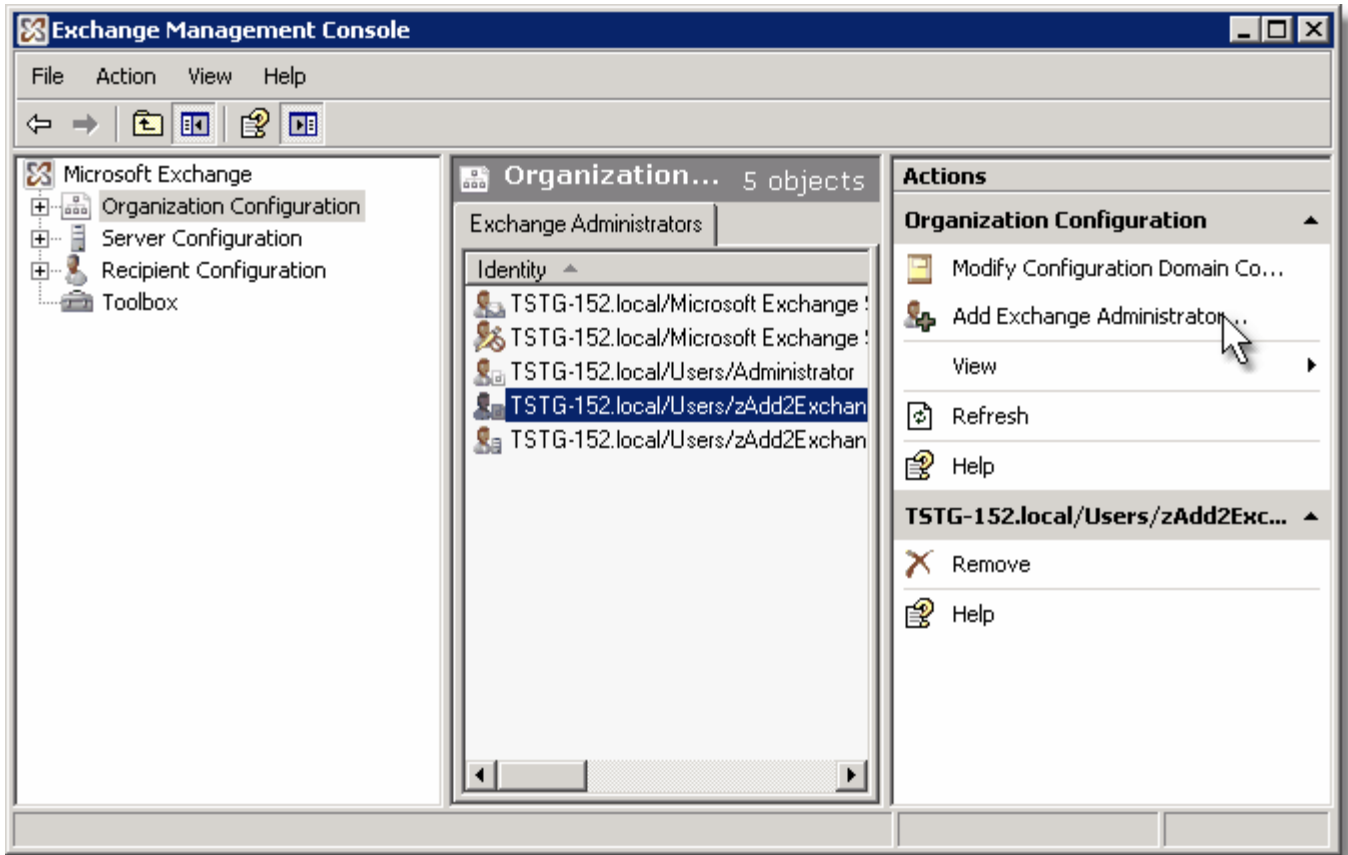 Exchange Management Console
File Action View Help
Microsoft Exchange
Organization Configuration
Server Configuration
Recipient Configuration
Toolbox
Organization... 5 objects
Exchange Administrators
Identity
TSTG-152.local/Microsoft Exchange
TSTG-152.local/Microsoft Exchange
TSTG-152.local/Users/Administrator
TSTG-152.local/Users/zAdd2Exchan
TSTG-152.local/Users/zAdd2Exchan
Actions
Organization Configuration
Modify Configuration Domain Co...
Add Exchange Administrator...
View
Refresh
Help
TSTG-152.local/Users/zAdd2Exc...
Remove
Help